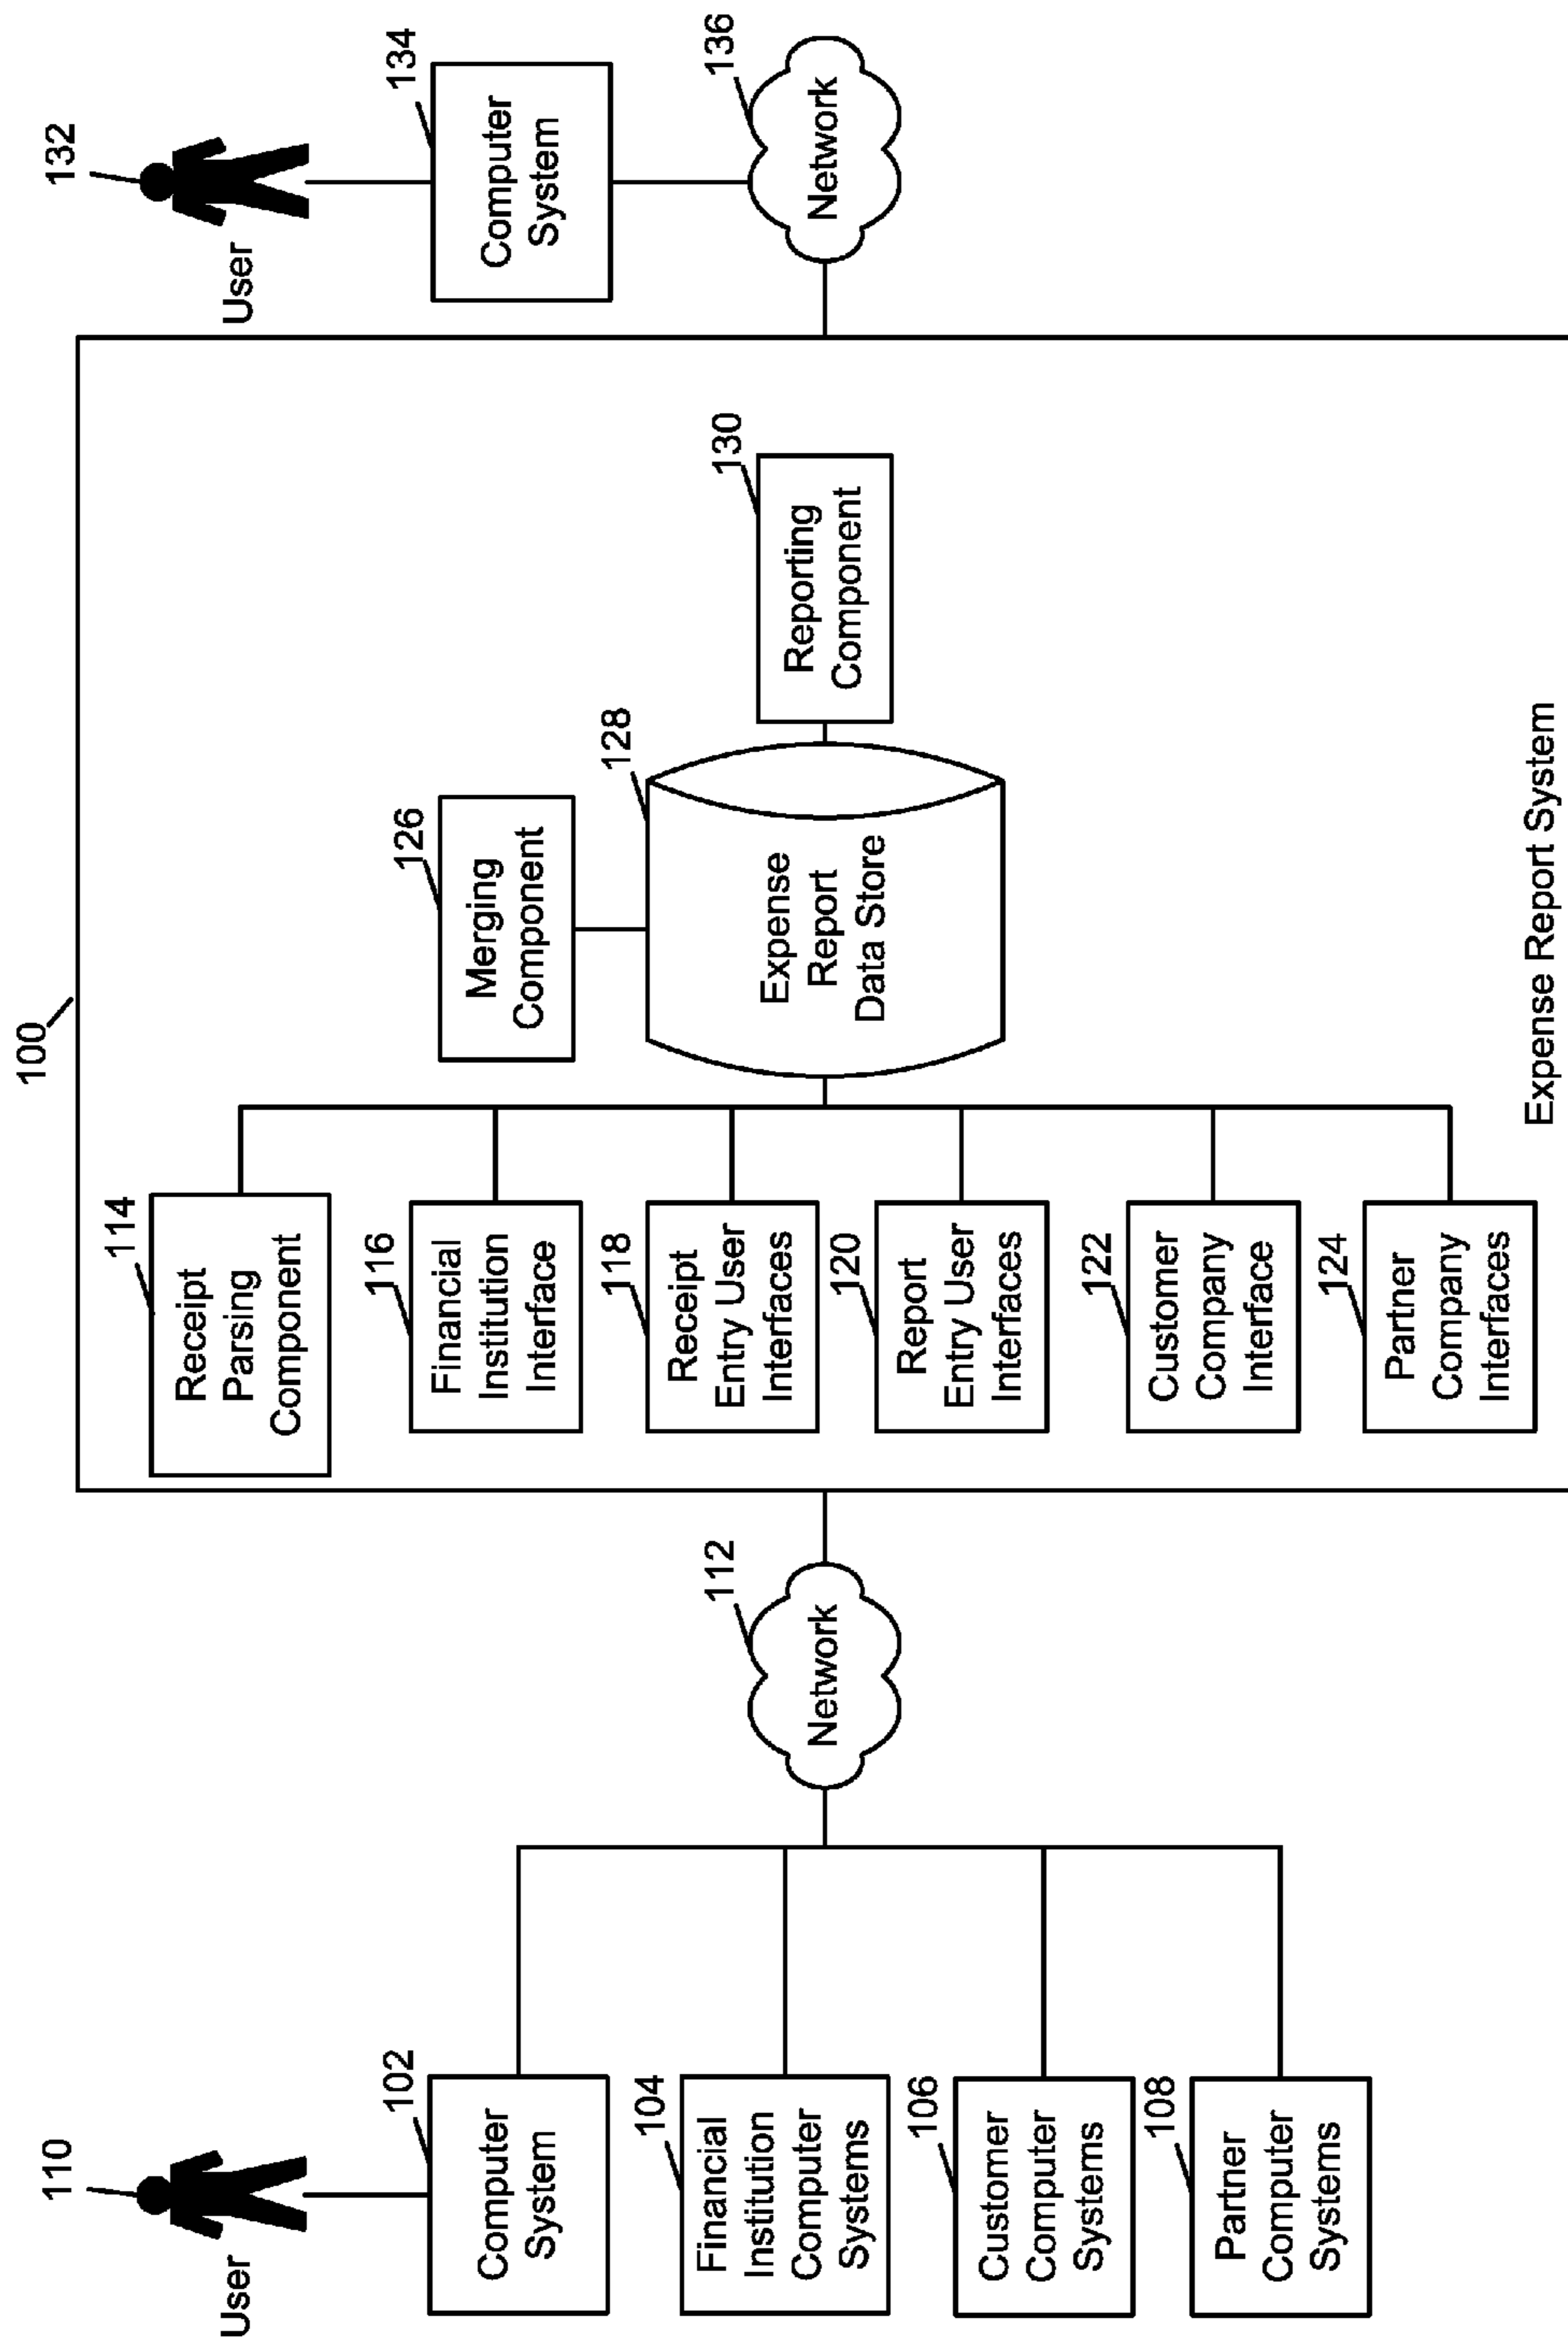 110
User
102
Computer
System
104
Financial
Institution
Computer
Systems
106
Customer
Computer
Systems
108
Partner
Computer
Systems
112
Network
100
114
Receipt
Parsing
Component
116
Financial
Institution
Interface
118
Receipt
Entry User
Interfaces
120
Report
Entry User
Interfaces
122
Customer
Company
Interface
124
Partner
Company
Interfaces
126
Merging
Component
128
Expense
Report
Data Store
130
Reporting
Component
Expense Report System
132
User
134
Computer
System
136
Network